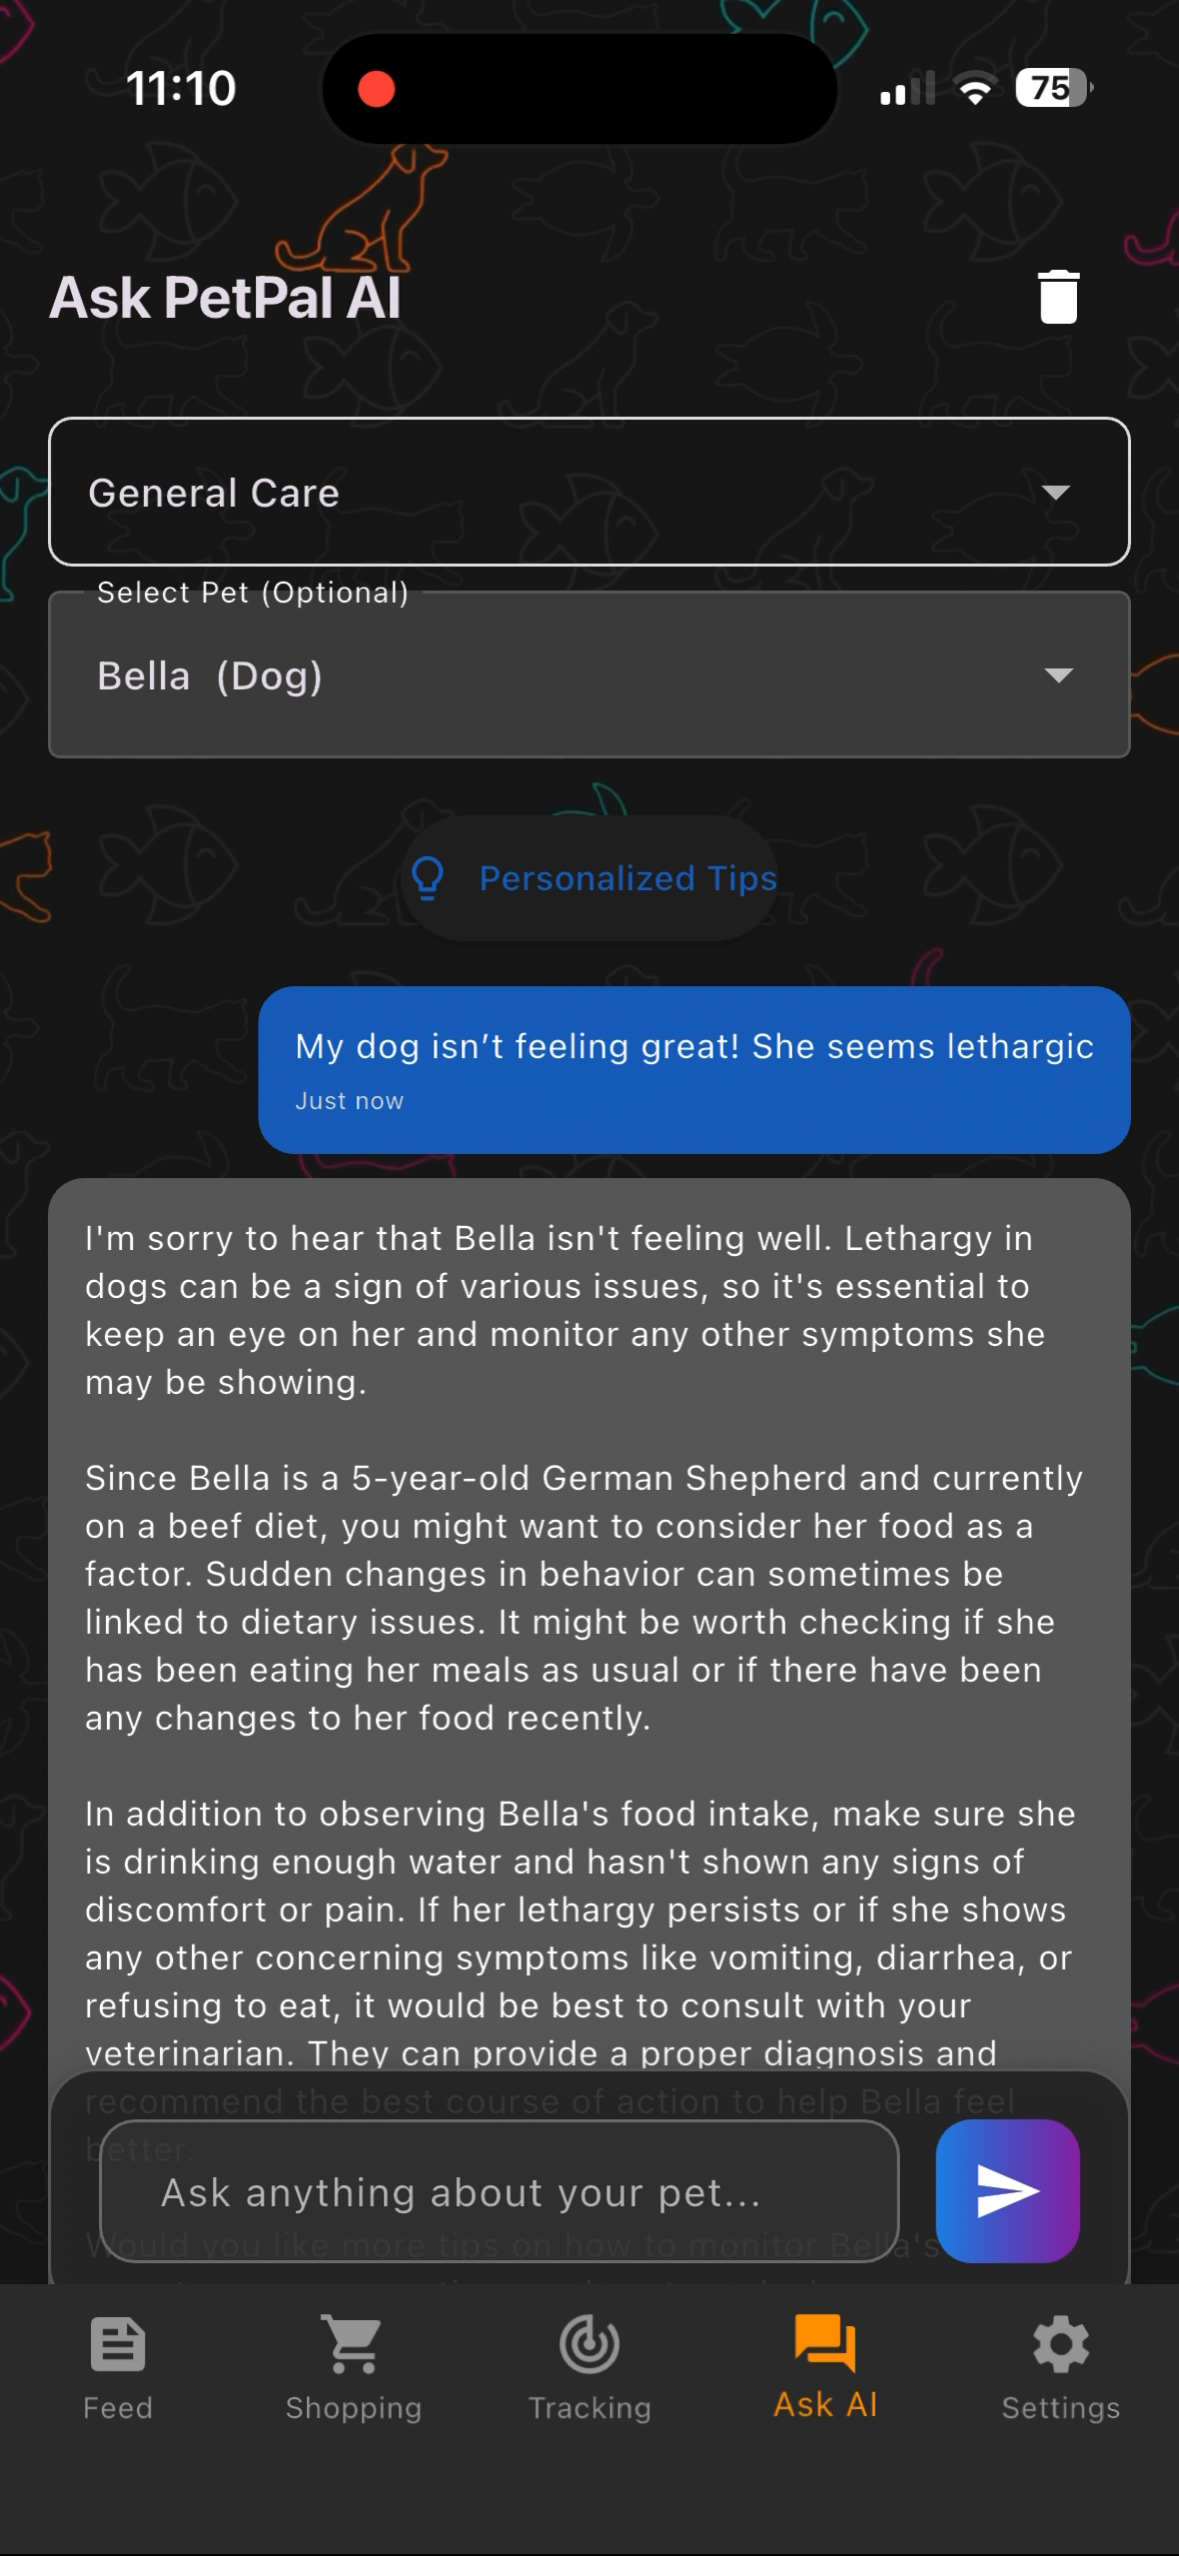 11:10
75
Ask PetPal AI
General Care
Select Pet (Optional)
Bella (Dog)
Personalized Tips
My dog isn’t feeling great! She seems lethargic
Just now
I'm sorry to hear that Bella isn't feeling well. Lethargy in
dogs can be a sign of various issues, so it's essential to
keep an eye on her and monitor any other symptoms she
may be showing.
Since Bella is a 5-year-old German Shepherd and currently
on a beef diet, you might want to consider her food as a
factor. Sudden changes in behavior can sometimes be
linked to dietary issues. It might be worth checking if she
has been eating her meals as usual or if there have been
any changes to her food recently.
In addition to observing Bella's food intake, make sure she
is drinking enough water and hasn't shown any signs of
discomfort or pain. If her lethargy persists or if she shows
any other concerning symptoms like vomiting, diarrhea, or
refusing to eat, it would be best to consult with your
veterinarian. They can provide a proper diagnosis and
recommend the best course of action to help Bella feel
better.
Ask anything about your pet...
Would you like more tips on how to monitor Bella's
Feed
Shopping
Tracking
Ask AI
Settings